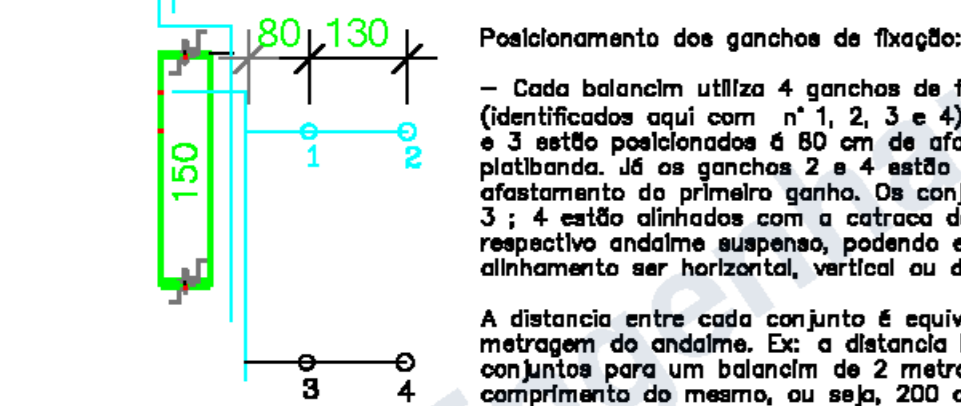 80 130
Posicionamento dos ganchos de fixação:
– Cada balancim utiliza 4 ganchos de f
(identificados aqui com n° 1, 2, 3 e 4)
e 3 estão posicionados á 80 cm de afa
platibanda. Já os ganchos 2 e 4 estão
afastamento do primeiro ganho. Os conj
3 ; 4 estão alinhados com a catraca d
respectivo andaime suspenso, podendo e
alinhamento ser horizontal, vertical ou d
A distancia entre cada conjunto é equiv
metragem do andaime. Ex: a distancia
conjuntos para um balancim de 2 metr
comprimento do mesmo, ou seja, 200 c
1 2
150
3 4